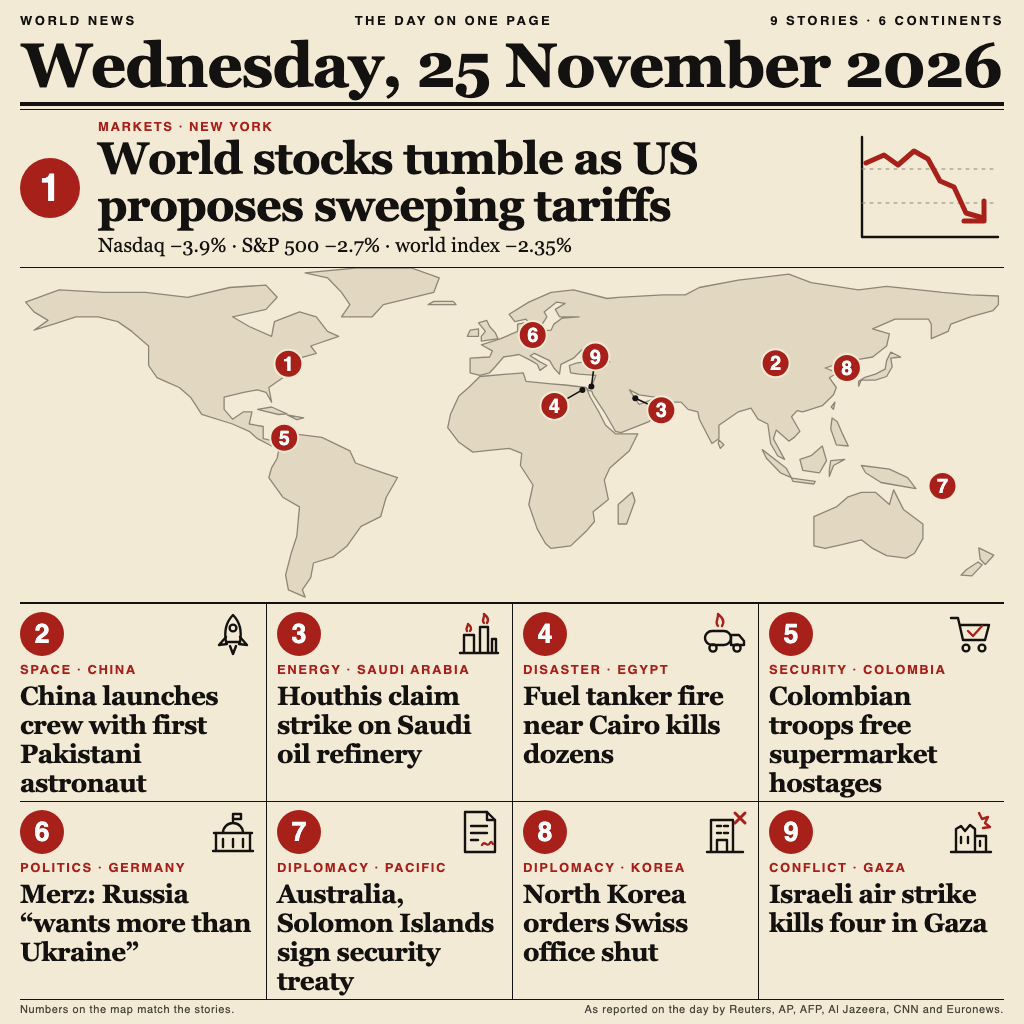 WORLD NEWS
THE DAY ON ONE PAGE
9 STORIES · 6 CONTINENTS
Wednesday, 25 November 2026
1
MARKETS · NEW YORK
World stocks tumble as US
proposes sweeping tariffs
Nasdaq −3.9% · S&P 500 −2.7% · world index −2.35%
6
9
1
2
8
4
3
5
7
2
SPACE · CHINA
China launches
crew with first
Pakistani
astronaut
3
ENERGY · SAUDI ARABIA
Houthis claim
strike on Saudi
oil refinery
4
DISASTER · EGYPT
Fuel tanker fire
near Cairo kills
dozens
5
SECURITY · COLOMBIA
Colombian
troops free
supermarket
hostages
6
POLITICS · GERMANY
Merz: Russia
“wants more than
Ukraine”
7
DIPLOMACY · PACIFIC
Australia,
Solomon Islands
sign security
treaty
8
DIPLOMACY · KOREA
North Korea
orders Swiss
office shut
9
CONFLICT · GAZA
Israeli air strike
kills four in Gaza
Numbers on the map match the stories.
As reported on the day by Reuters, AP, AFP, Al Jazeera, CNN and Euronews.